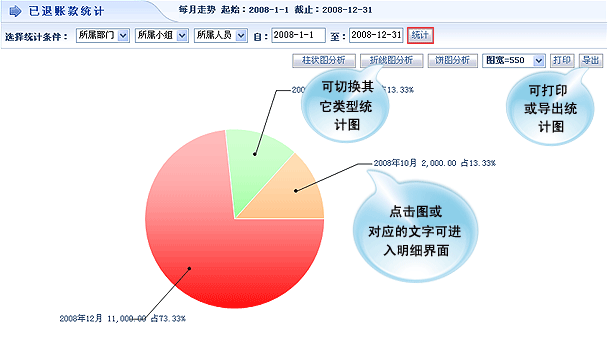 已退账款统计
每月走势 起始:2008-1-1 截止:2008-12-31
选择统计条件: 所属部门 所属小组 所属人员 自: 2008-1-1 至: 2008-12-31 统计
柱状图分析 折线图分析 饼图分析 图宽=550 打印 导出
可切换其
它类型统
计图
可打印
或导出统
计图
200 占13.33%
2008年10月 2,000.00 占13.33%
点击图或
对应的文字可进
入明细界面
2008年12月 11,000.00 占73.33%